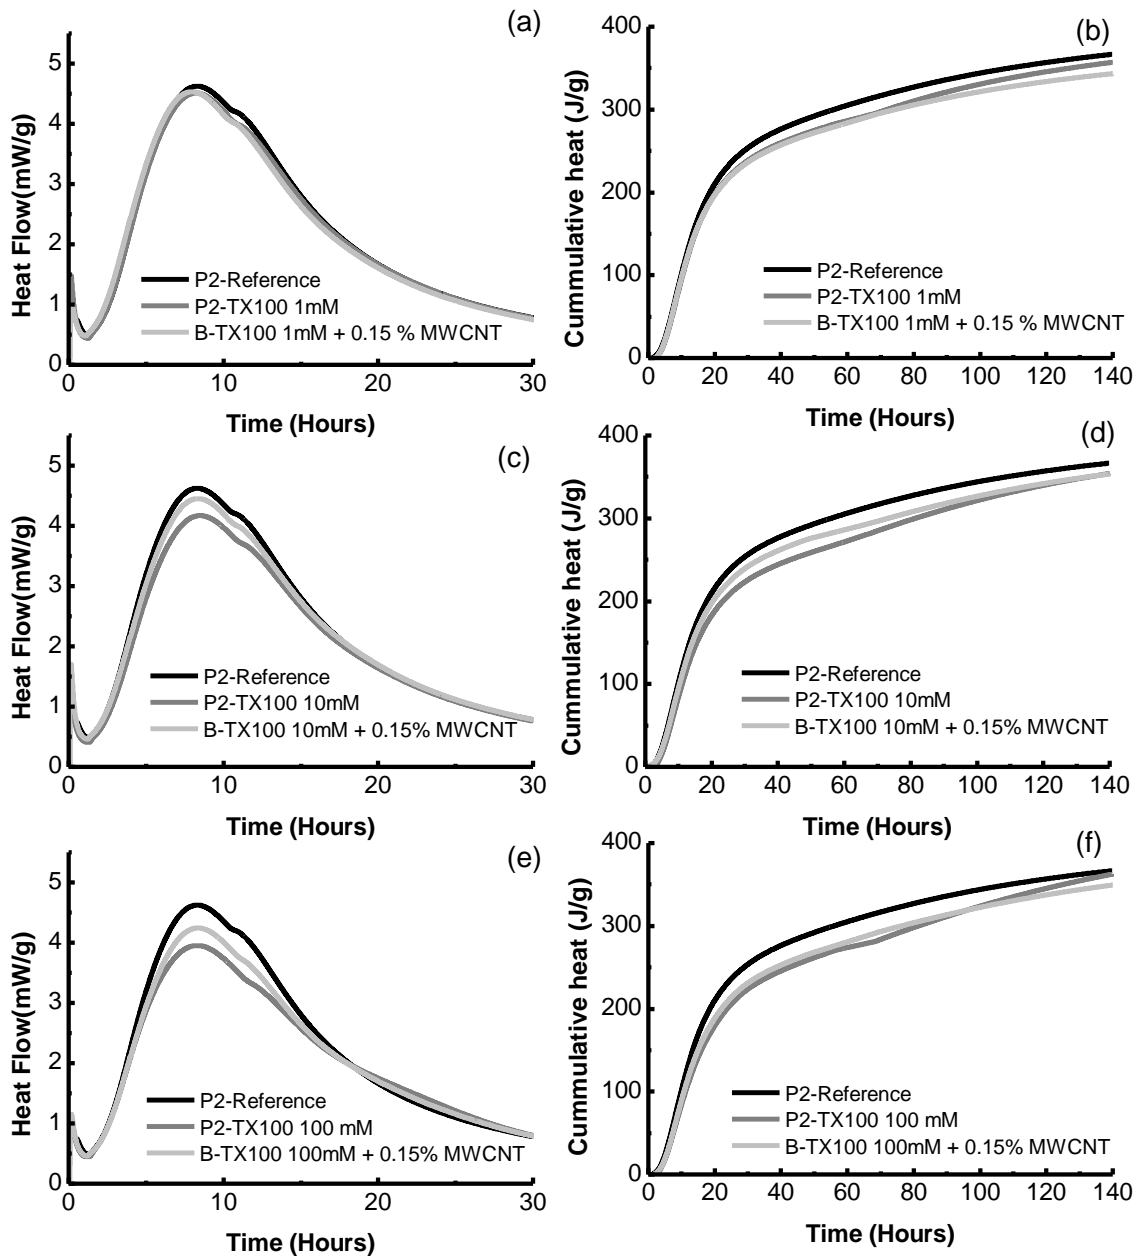 (a)
Heat Flow(mW/g)
5
4
3
2
1
0
P2-Reference
P2-TX100 1mM
B-TX100 1mM + 0.15 % MWCNT
0 10 20 30
Time (Hours)
(b)
Cummulative heat (J/g)
400
300
200
100
0
P2-Reference
P2-TX100 1mM
B-TX100 1mM + 0.15 % MWCNT
0 20 40 60 80 100 120 140
Time (Hours)
(c)
Heat Flow(mW/g)
5
4
3
2
1
0
P2-Reference
P2-TX100 10mM
B-TX100 10mM + 0.15% MWCNT
0 10 20 30
Time (Hours)
(d)
Cummulative heat (J/g)
400
300
200
100
0
P2-Reference
P2-TX100 10mM
B-TX100 10mM + 0.15% MWCNT
0 20 40 60 80 100 120 140
Time (Hours)
(e)
Heat Flow(mW/g)
5
4
3
2
1
0
P2-Reference
P2-TX100 100 mM
B-TX100 100mM + 0.15% MWCNT
0 10 20 30
Time (Hours)
(f)
Cummulative heat (J/g)
400
300
200
100
0
P2-Reference
P2-TX100 100 mM
B-TX100 100mM + 0.15% MWCNT
0 20 40 60 80 100 120 140
Time (Hours)